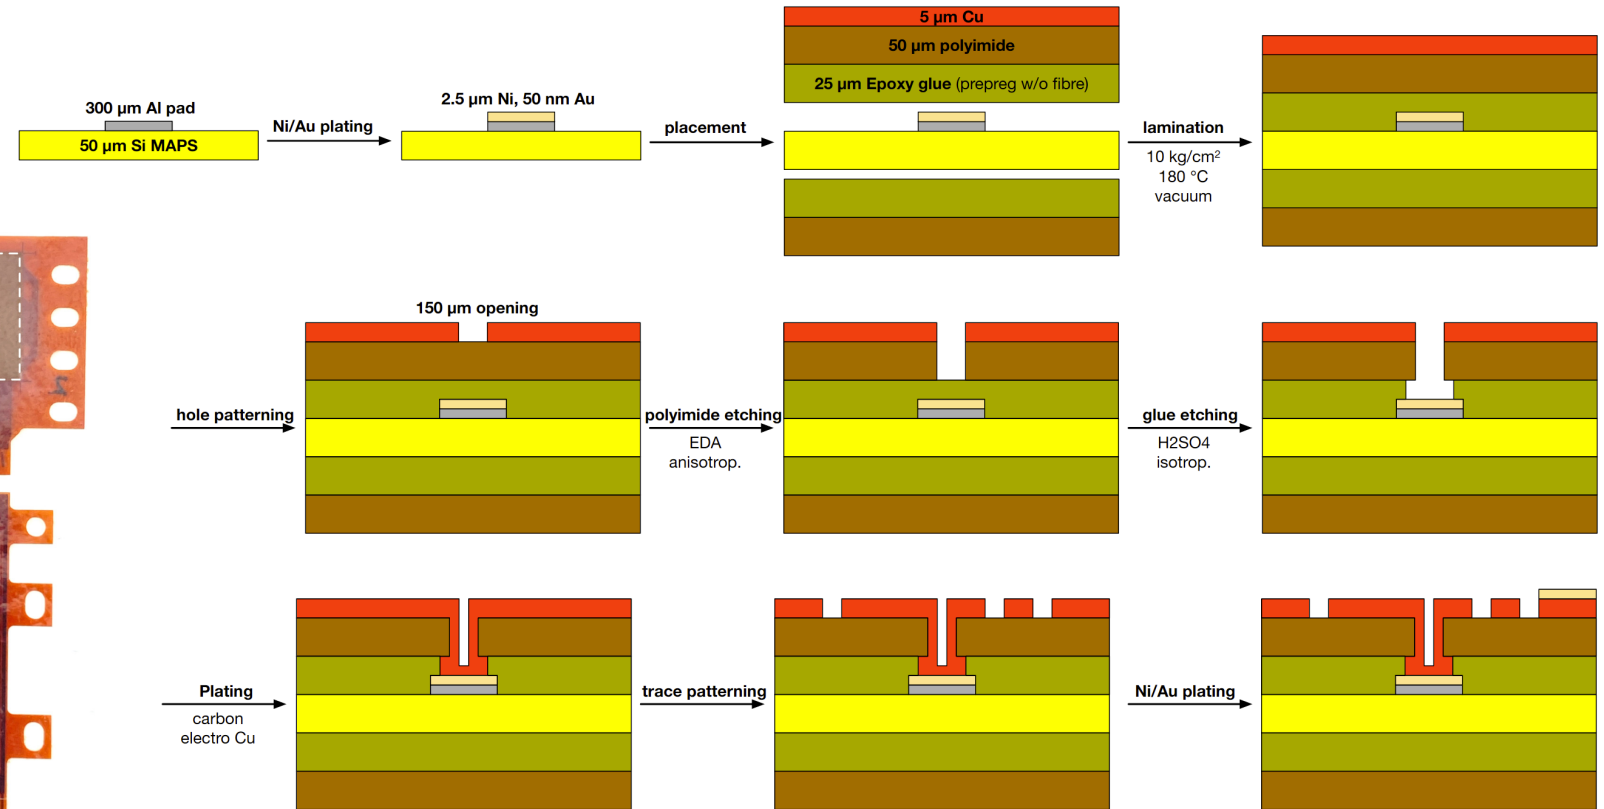 5 µm Cu
50 µm polyimide
25 µm Epoxy glue (prepreg w/o fibre)
300 µm Al pad
50 µm Si MAPS
Ni/Au plating
2.5 µm Ni, 50 nm Au
placement
lamination
10 kg/cm²
180 °C
vacuum
150 µm opening
hole patterning
polyimide etching
EDA
anisotrop.
glue etching
H2SO4
isotrop.
Plating
carbon
electro Cu
trace patterning
Ni/Au plating